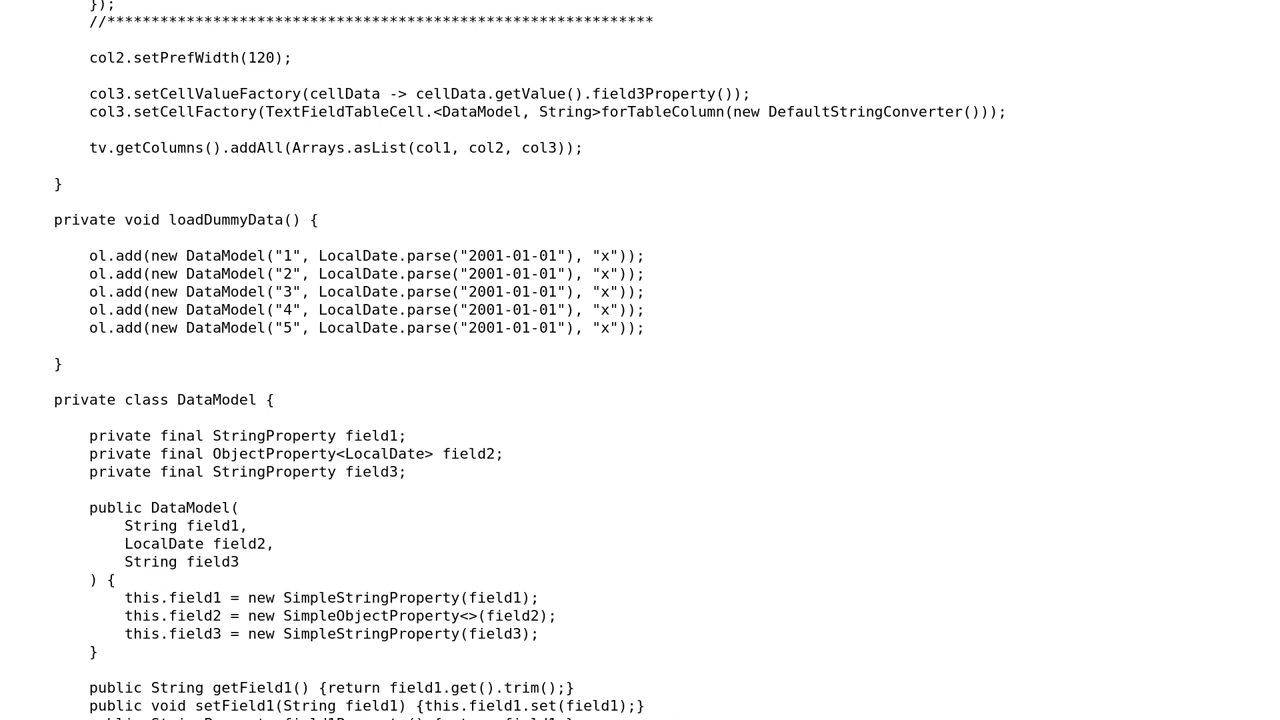 });
//**************************************************************
col2.setPrefWidth(120);
col3.setCellValueFactory(cellData -> cellData.getValue().field3Property());
col3.setCellFactory(TextFieldTableCell.<DataModel, String>forTableColumn(new DefaultStringConverter()));
tv.getColumns().addAll(Arrays.asList(col1, col2, col3));
}
private void loadDummyData() {
ol.add(new DataModel("1", LocalDate.parse("2001-01-01"), "x"));
ol.add(new DataModel("2", LocalDate.parse("2001-01-01"), "x"));
ol.add(new DataModel("3", LocalDate.parse("2001-01-01"), "x"));
ol.add(new DataModel("4", LocalDate.parse("2001-01-01"), "x"));
ol.add(new DataModel("5", LocalDate.parse("2001-01-01"), "x"));
}
private class DataModel {
private final StringProperty field1;
private final ObjectProperty<LocalDate> field2;
private final StringProperty field3;
public DataModel(
String field1,
LocalDate field2,
String field3
) {
this.field1 = new SimpleStringProperty(field1);
this.field2 = new SimpleObjectProperty<>(field2);
this.field3 = new SimpleStringProperty(field3);
}
public String getField1() {return field1.get().trim();}
public void setField1(String field1) {this.field1.set(field1);}
public StringProperty field1Property() {return field1;}